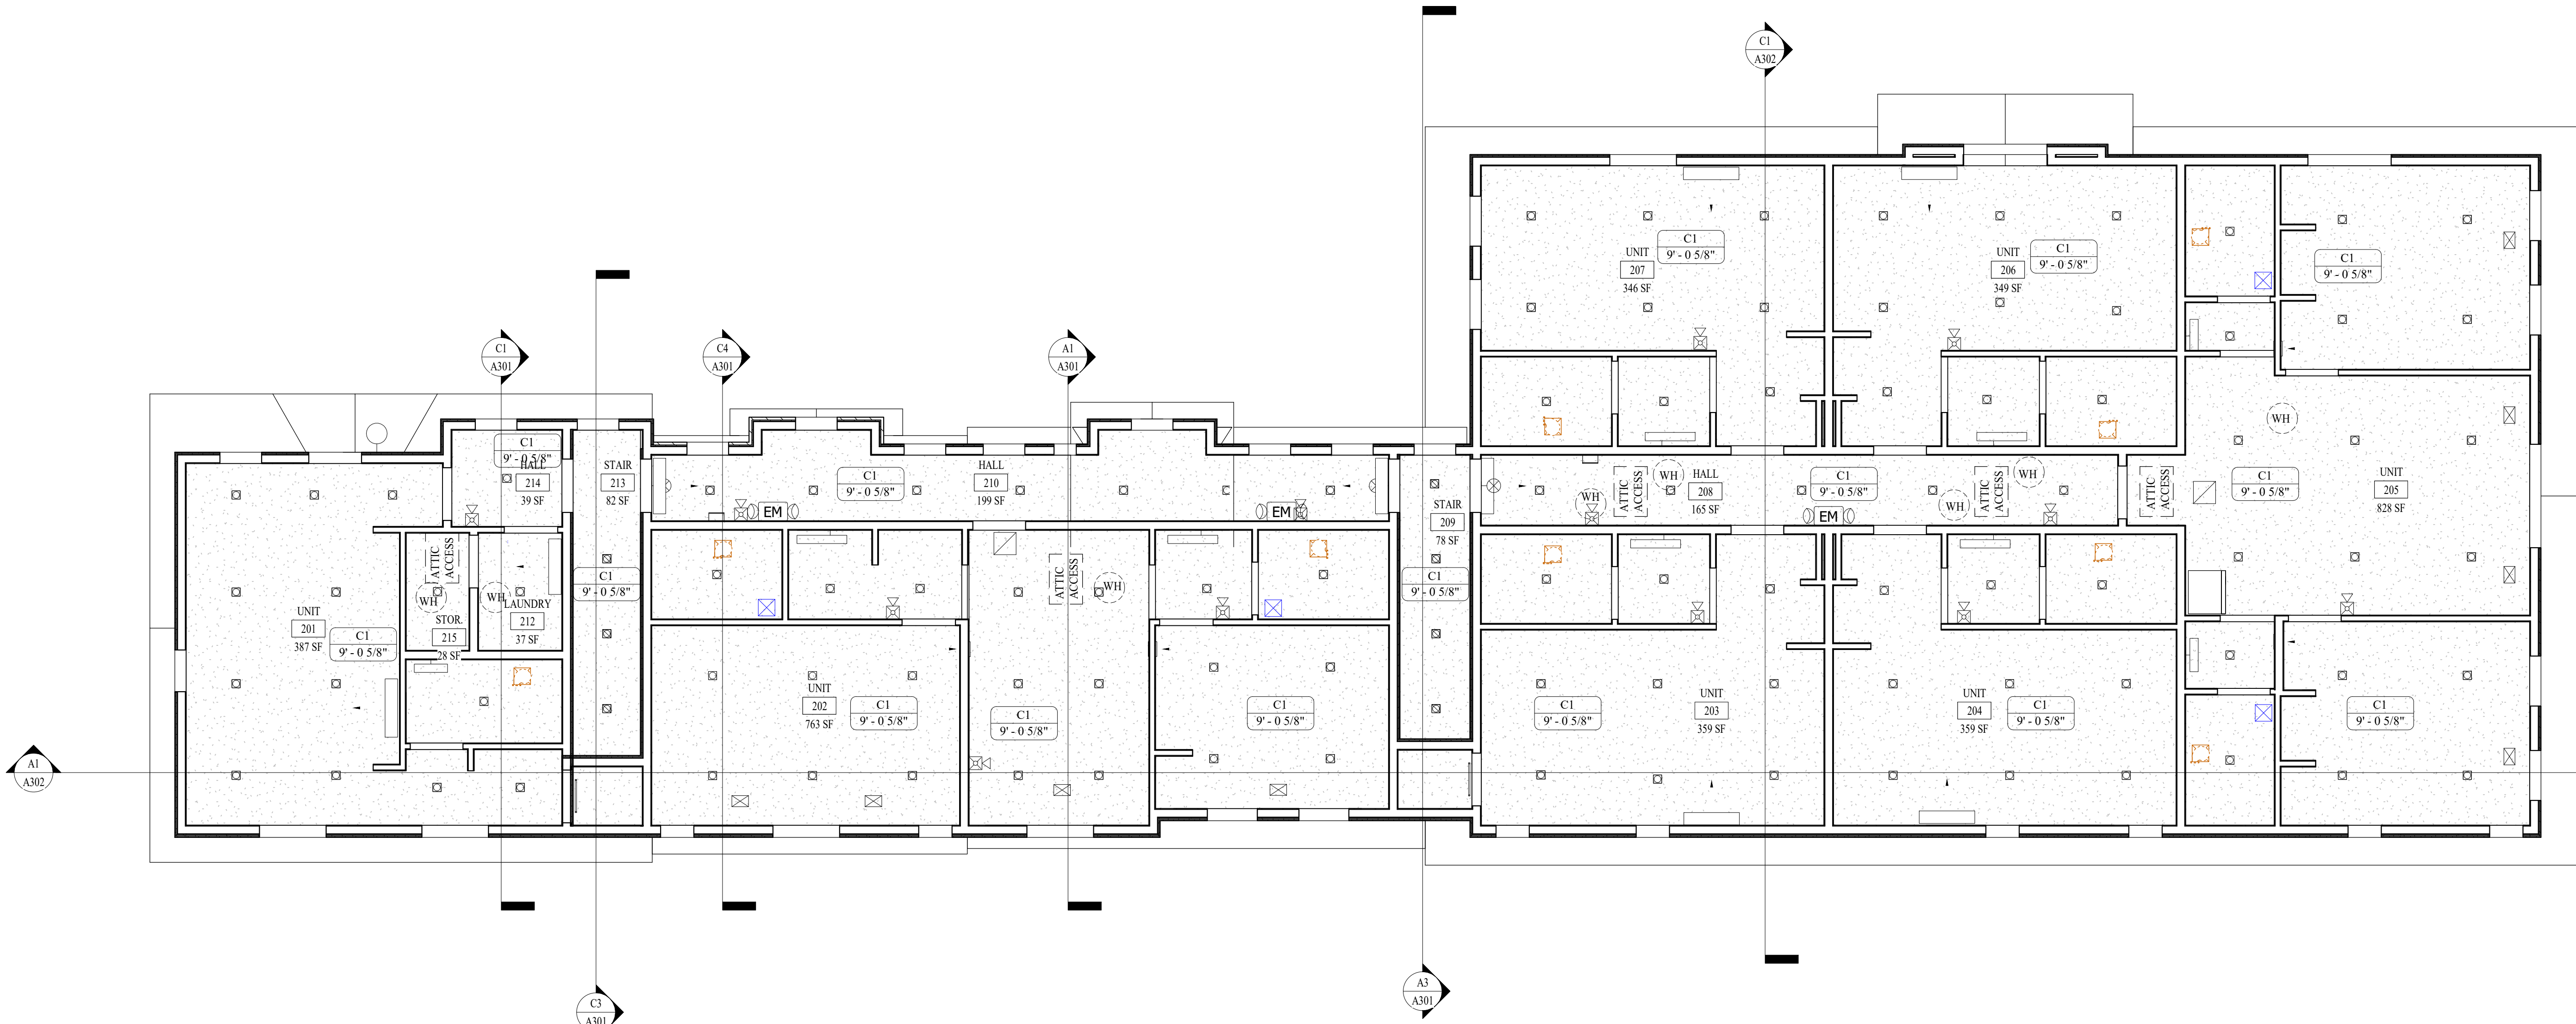 C1
A302
C1
9' - 0 5/8"
UNIT
207
346 SF
C1
9' - 0 5/8"
UNIT
206
349 SF
C1
9' - 0 5/8"
C1
A301
C4
A301
A1
A301
C1
9' - 0 5/8"
HALL
214
39 SF
STAIR
213
82 SF
C1
9' - 0 5/8"
HALL
210
199 SF
EM
EM
STAIR
209
78 SF
WH
ATTIC
ACCESS
WH
HALL
208
165 SF
C1
9' - 0 5/8"
EM
WH
ATTIC
ACCESS
WH
ATTIC
ACCESS
WH
C1
9' - 0 5/8"
UNIT
205
828 SF
ATTIC
ACCESS
WH
WH
LAUNDRY
212
37 SF
STOR.
215
28 SF
C1
9' - 0 5/8"
ATTIC
ACCESS
WH
C1
9' - 0 5/8"
UNIT
201
387 SF
C1
9' - 0 5/8"
UNIT
202
763 SF
C1
9' - 0 5/8"
C1
9' - 0 5/8"
C1
9' - 0 5/8"
C1
9' - 0 5/8"
UNIT
203
359 SF
UNIT
204
359 SF
C1
9' - 0 5/8"
C1
9' - 0 5/8"
A1
A302
C3
A301
A3
A301